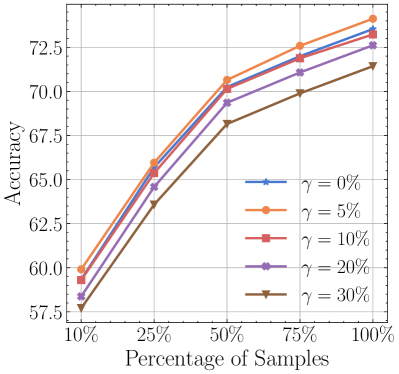 72.5
70.0
67.5
65.0
62.5
60.0
57.5
Accuracy
γ = 0%
γ = 5%
γ = 10%
γ = 20%
γ = 30%
10% 25% 50% 75% 100%
Percentage of Samples